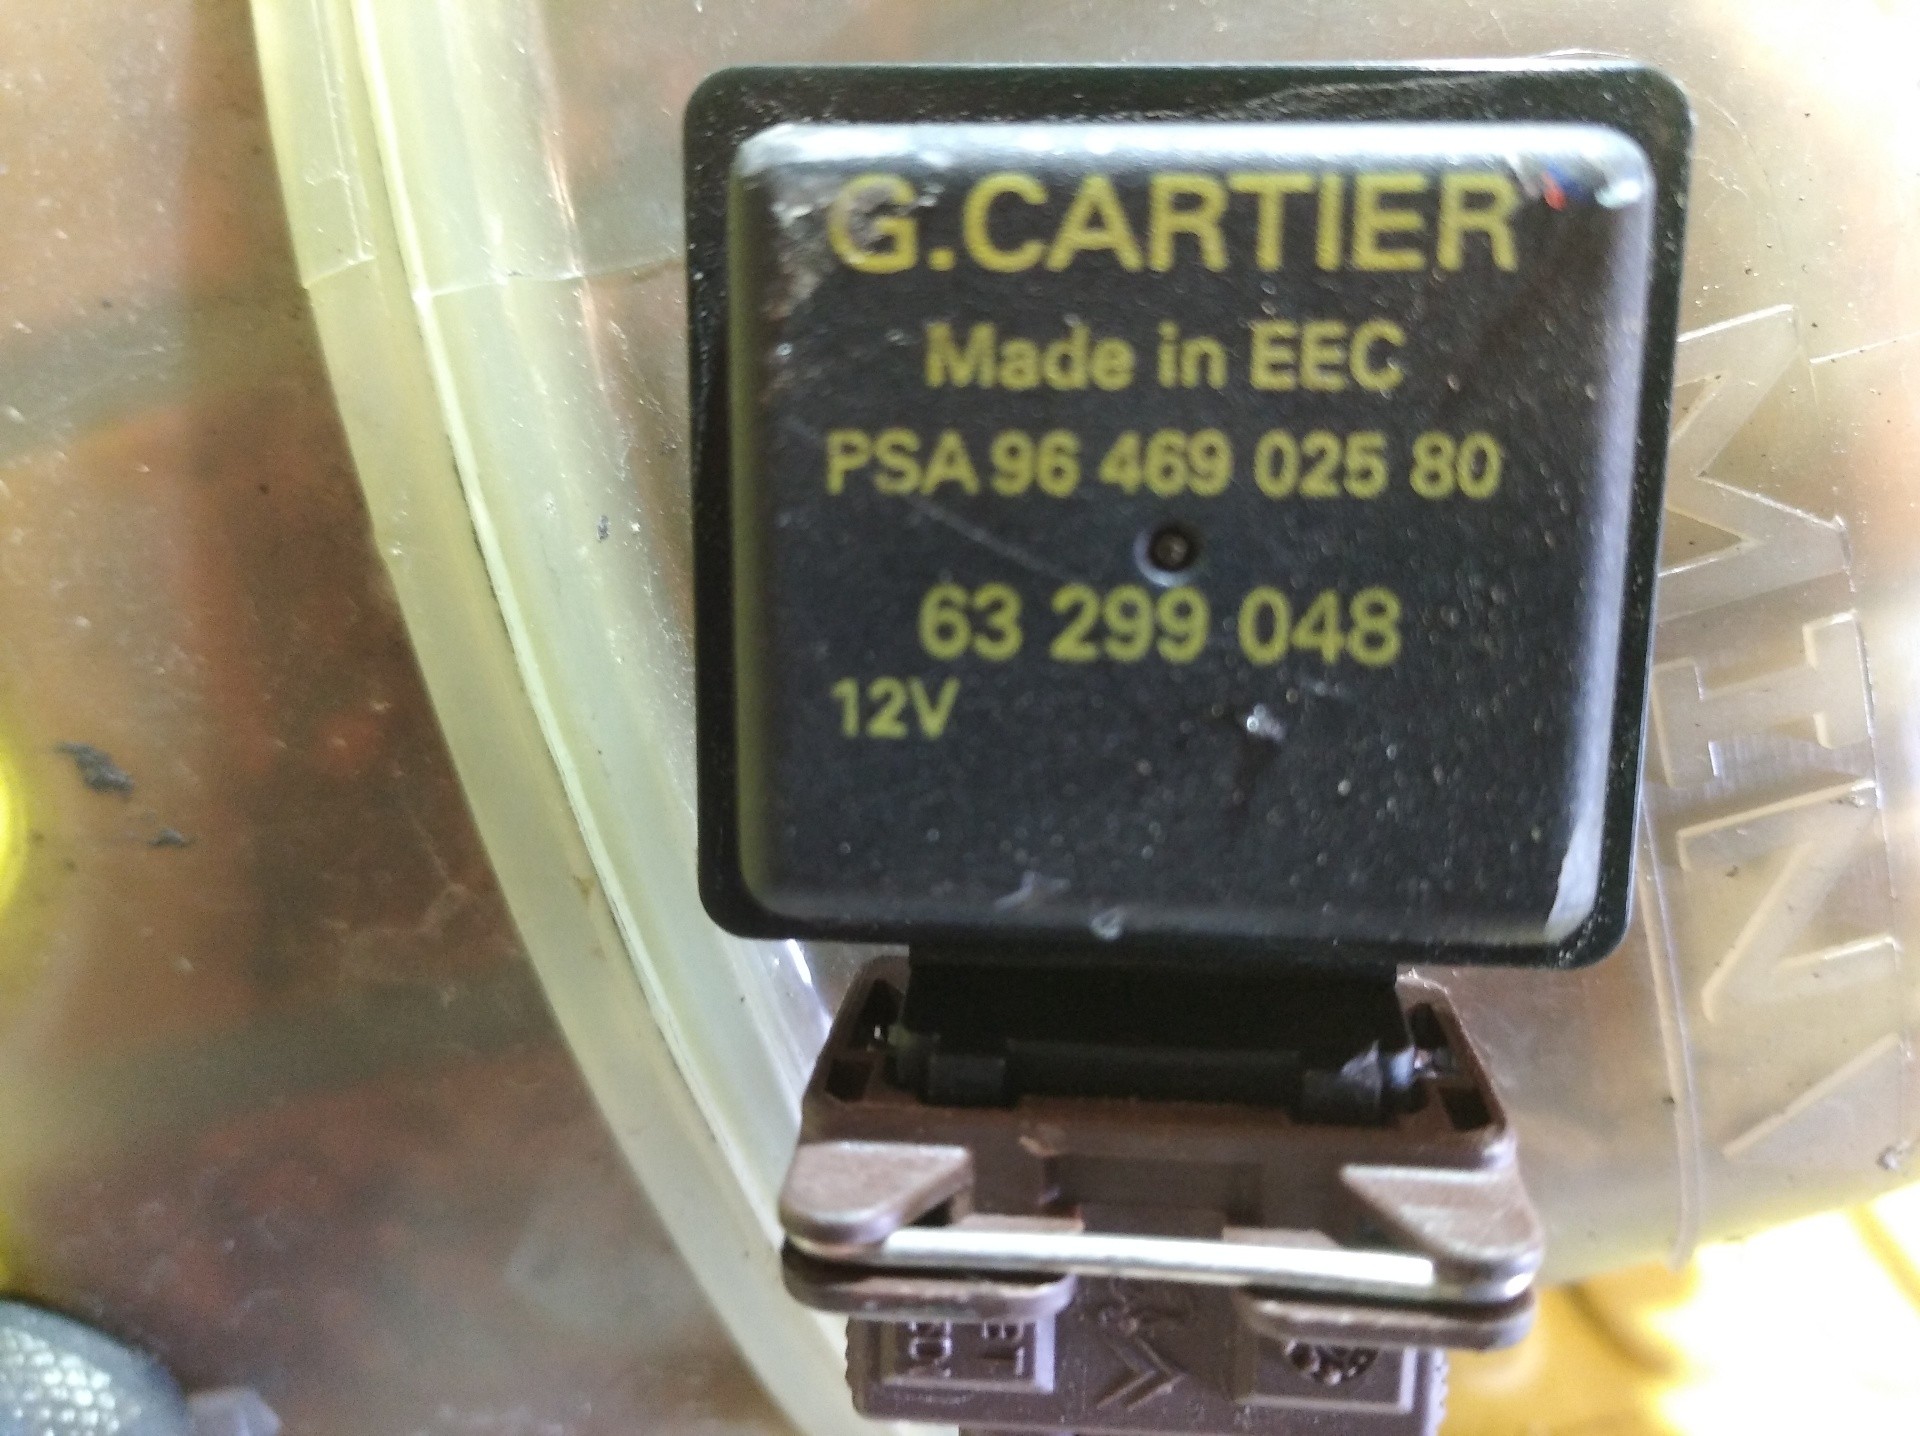 G.CARTIER
Made in EEC
PSA 96 469 025 80
63 299 048
12V